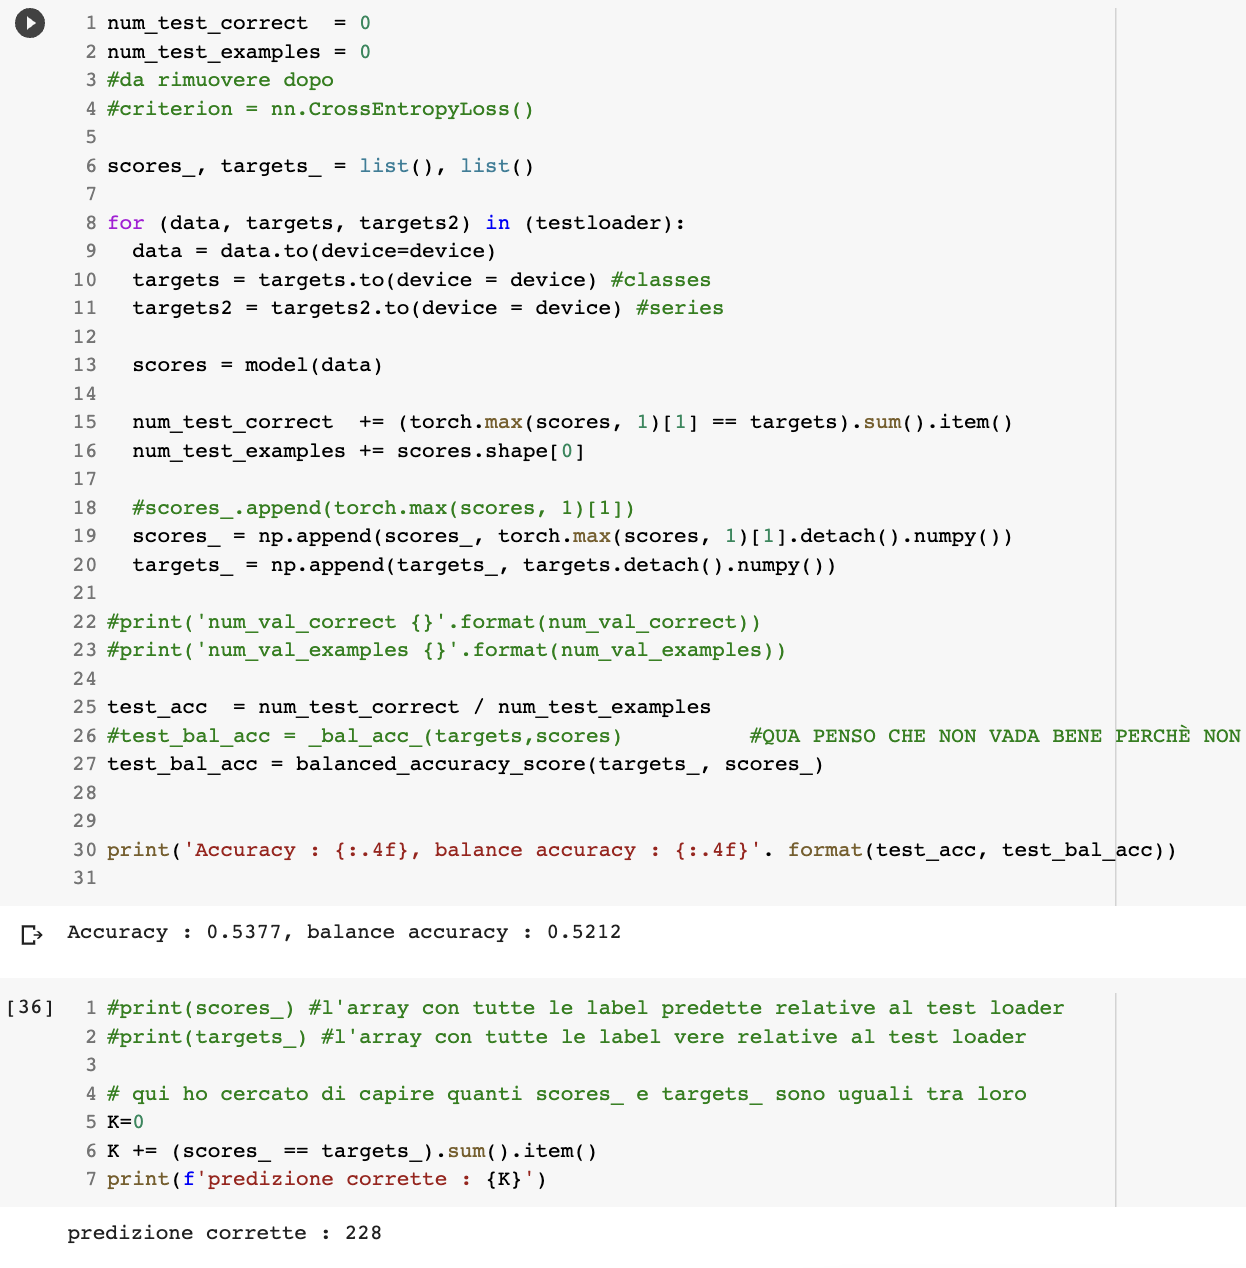 1 num_test_correct  = 0
2 num_test_examples = 0
3 #da rimuovere dopo
4 #criterion = nn.CrossEntropyLoss()
5
6 scores_, targets_ = list(), list()
7
8 for (data, targets, targets2) in (testloader):
9   data = data.to(device=device)
10   targets = targets.to(device = device) #classes
11   targets2 = targets2.to(device = device) #series
12
13   scores = model(data)
14
15   num_test_correct  += (torch.max(scores, 1)[1] == targets).sum().item()
16   num_test_examples += scores.shape[0]
17
18   #scores_.append(torch.max(scores, 1)[1])
19   scores_ = np.append(scores_, torch.max(scores, 1)[1].detach().numpy())
20   targets_ = np.append(targets_, targets.detach().numpy())
21
22 #print('num_val_correct {}'.format(num_val_correct))
23 #print('num_val_examples {}'.format(num_val_examples))
24
25 test_acc  = num_test_correct / num_test_examples
26 #test_bal_acc = _bal_acc_(targets,scores)          #QUA PENSO CHE NON VADA BENE PERCHÈ NON
27 test_bal_acc = balanced_accuracy_score(targets_, scores_)
28
29
30 print('Accuracy : {:.4f}, balance accuracy : {:.4f}'. format(test_acc, test_bal_acc))
31
Accuracy : 0.5377, balance accuracy : 0.5212
[36] 1 #print(scores_) #l'array con tutte le label predette relative al test loader
2 #print(targets_) #l'array con tutte le label vere relative al test loader
3
4 # qui ho cercato di capire quanti scores_ e targets_ sono uguali tra loro
5 K=0
6 K += (scores_ == targets_).sum().item()
7 print(f'predizione corrette : {K}')
predizione corrette : 228